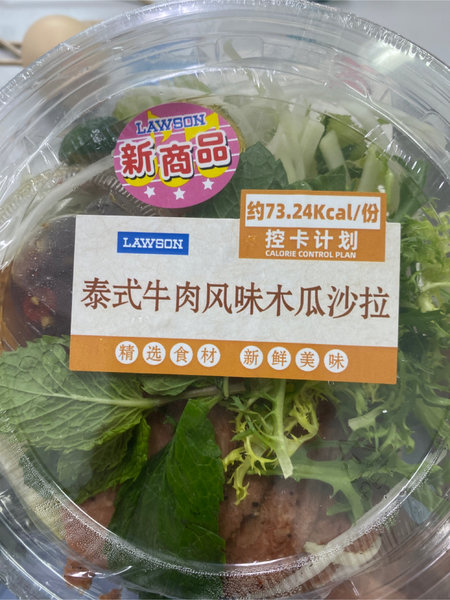 LAWSON
新商品
约73.24Kcal/份
控卡计划
CALORIE CONTROL PLAN
LAWSON
泰式牛肉风味木瓜沙拉
精选食材 新鲜美味